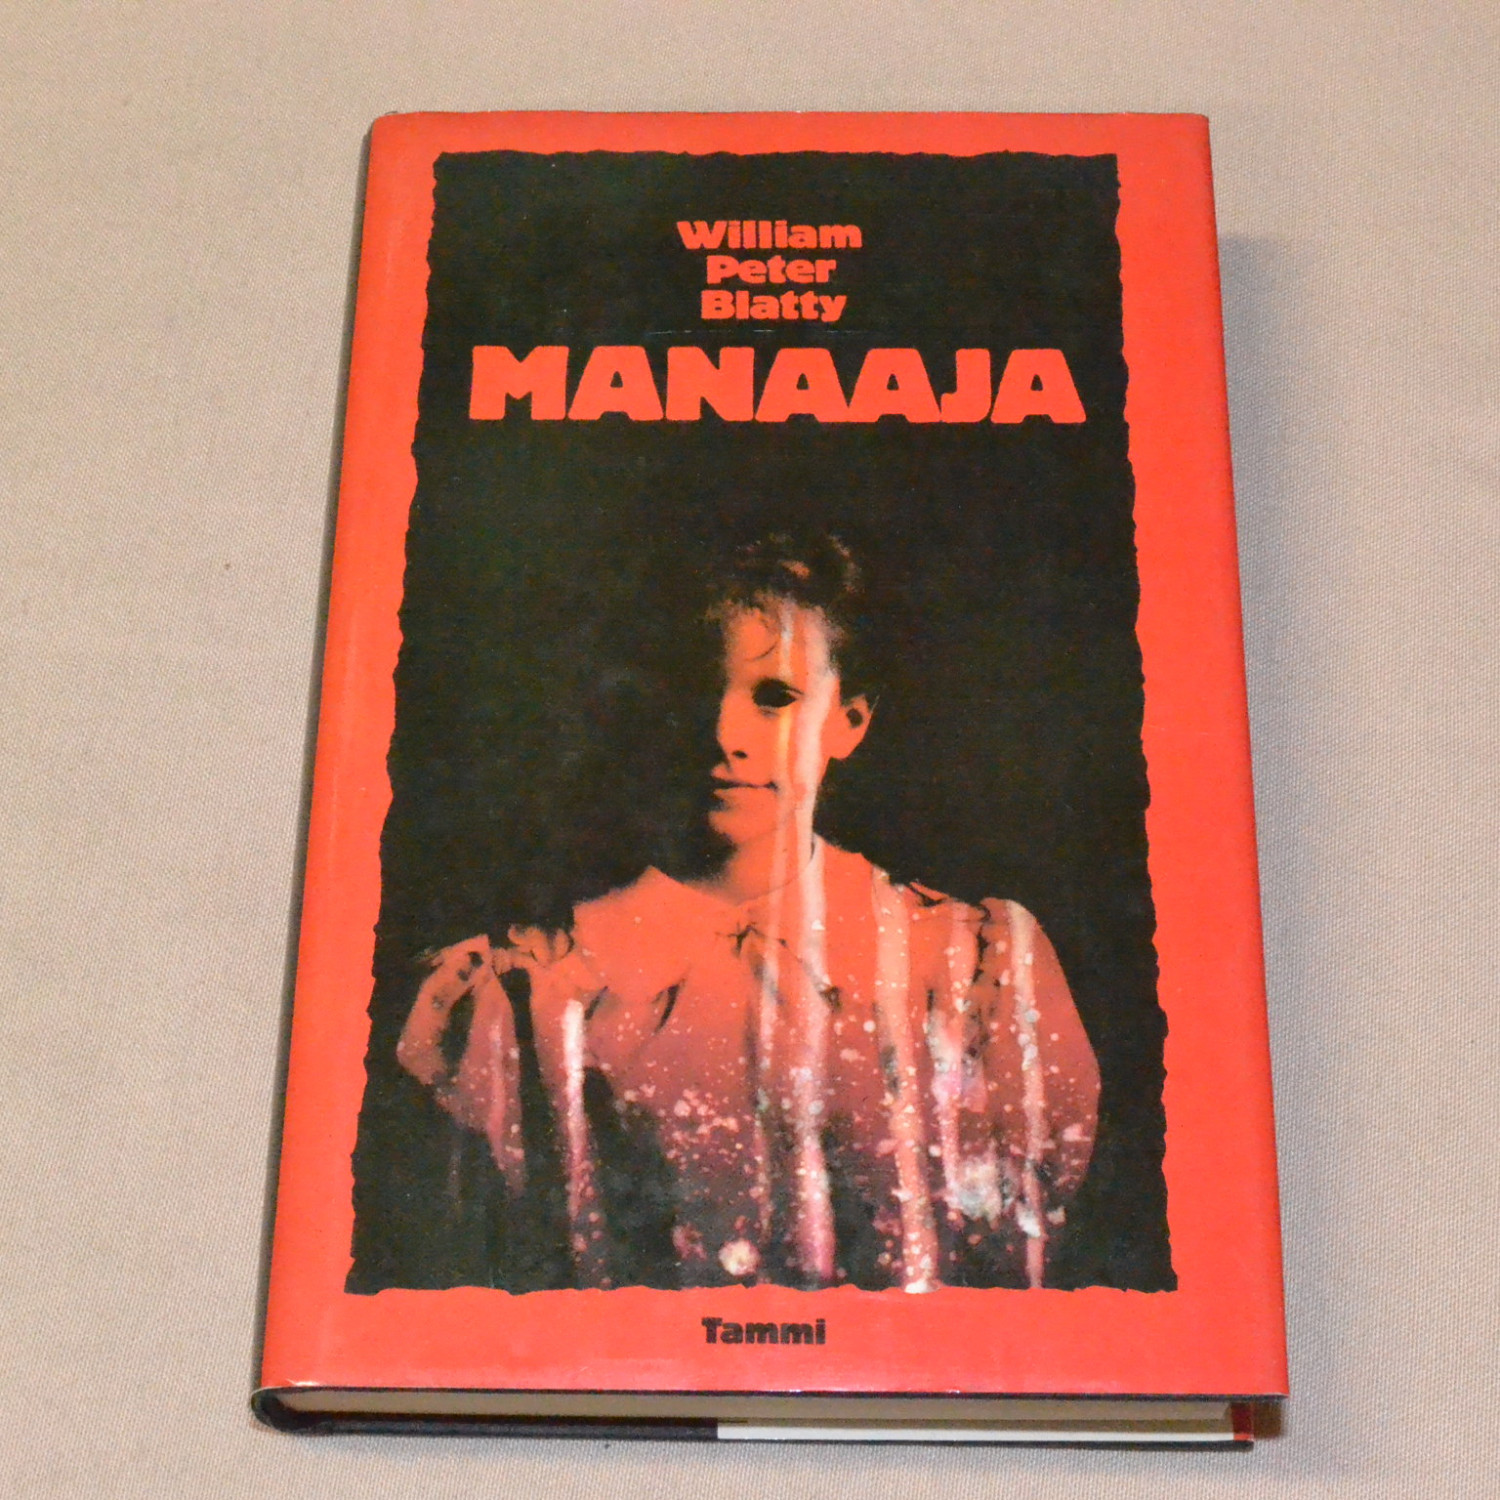 William
Peter
Blatty
MANAAJA
Tammi